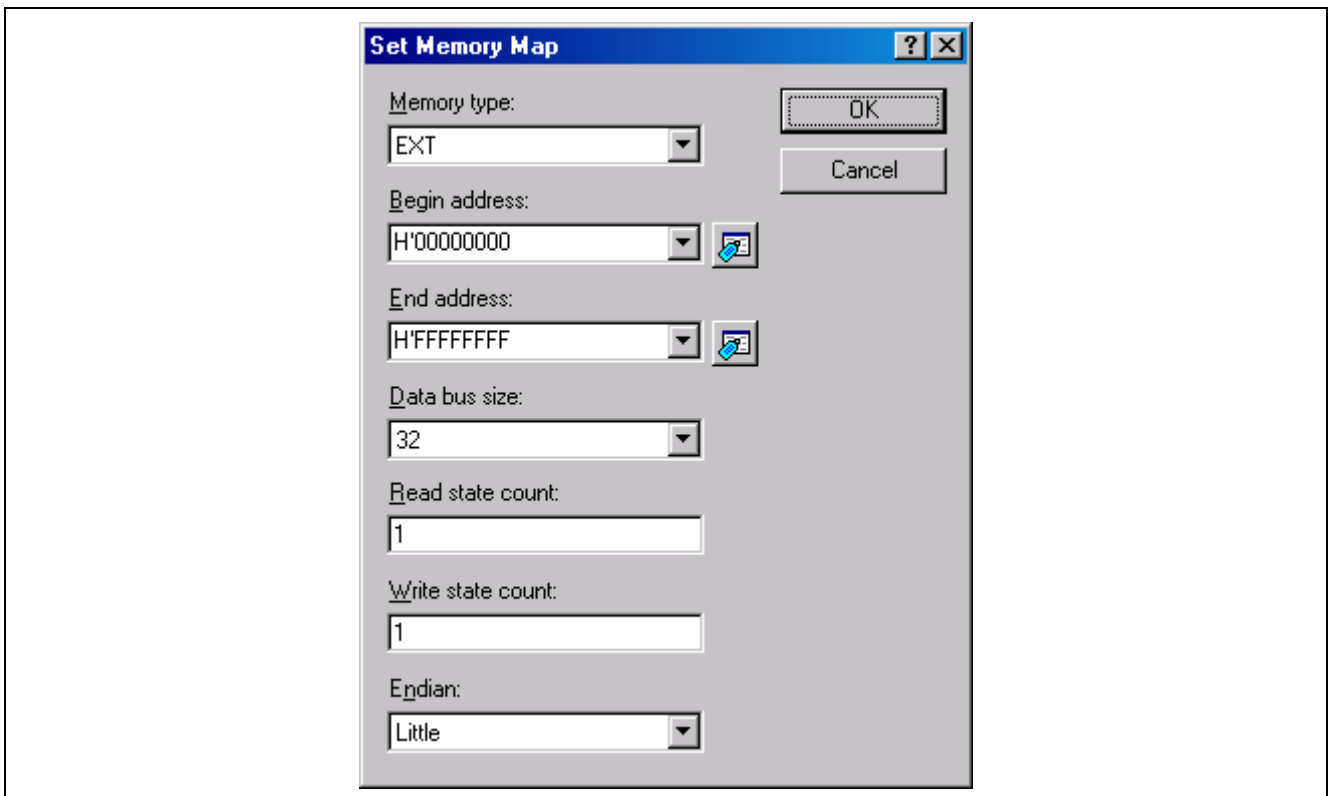 Set Memory Map
Memory type:
OK
EXT
Cancel
Begin address:
H'00000000
End address:
H'FFFFFFFF
Data bus size:
32
Read state count:
1
Write state count:
1
Endian:
Little